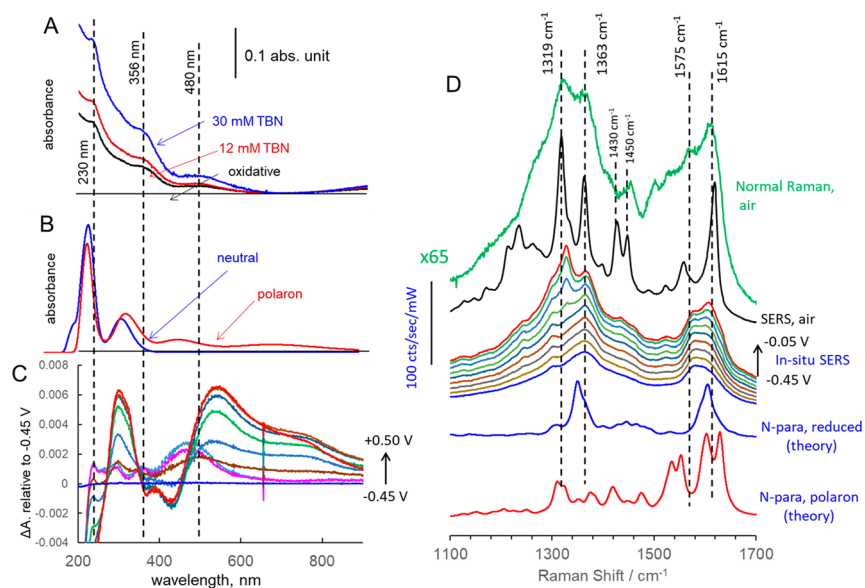 A
230 nm
356 nm
480 nm
0.1 abs. unit
absorbance
30 mM TBN
12 mM TBN
oxidative
B
absorbance
neutral
polaron
C
ΔA, relative to -0.45 V
0.008
0.006
0.004
0.002
0
-0.002
-0.004
+0.50 V
-0.45 V
200 400 600 800
wavelength, nm
D
1319 cm-1
1363 cm-1
1430 cm-1
1450 cm-1
1575 cm-1
1615 cm-1
Normal Raman,
air
x65
100 cts/sec/mW
SERS, air
-0.05 V
In-situ SERS
-0.45 V
N-para, reduced
(theory)
N-para, polaron
(theory)
1100 1300 1500 1700
Raman Shift / cm-1